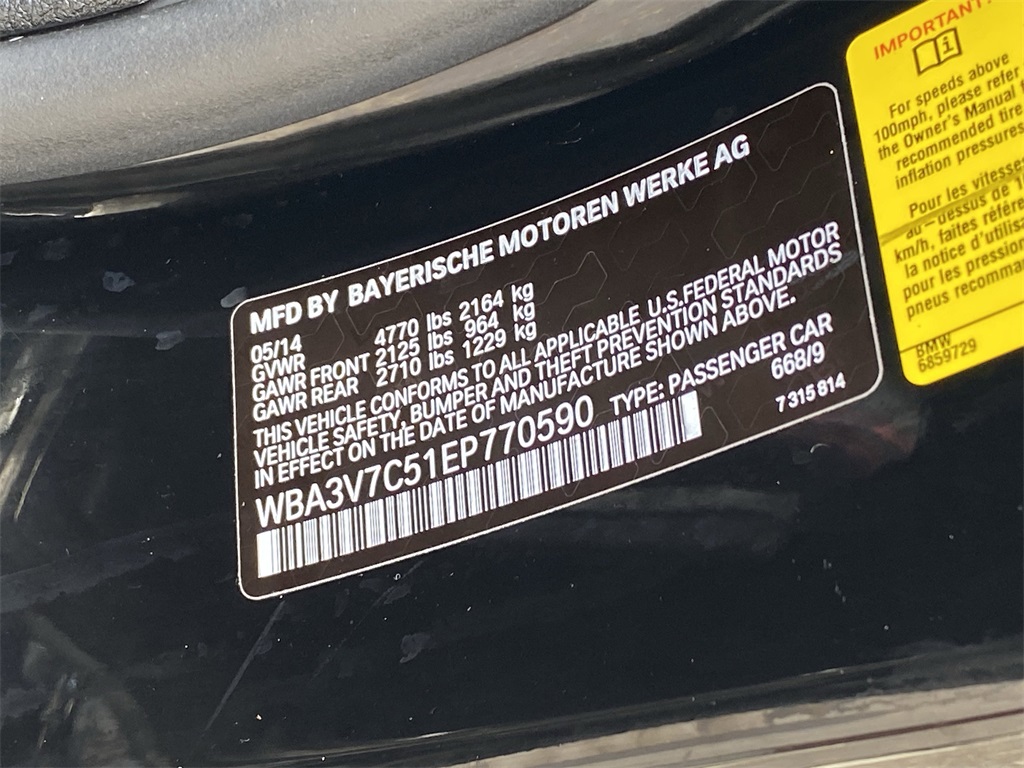 MFD BY BAYERISCHE MOTOREN WERKE AG
05/14
GVWR 4770 lbs 2164 kg
GAWR FRONT 2125 lbs 964 kg
GAWR REAR 2710 lbs 1229 kg
THIS VEHICLE CONFORMS TO ALL APPLICABLE U.S.FEDERAL MOTOR
VEHICLE SAFETY, BUMPER AND THEFT PREVENTION STANDARDS
IN EFFECT ON THE DATE OF MANUFACTURE SHOWN ABOVE.
WBA3V7C51EP770590 TYPE: PASSENGER CAR
668/9
7 315 814
IMPORTANT!
i
For speeds above
100mph, please refer
the Owner's Manual
recommended tire
inflation pressures
Pour les vitesses
au-dessus de
km/h, faites
la notice
pour les
pneus
BMW
6859729